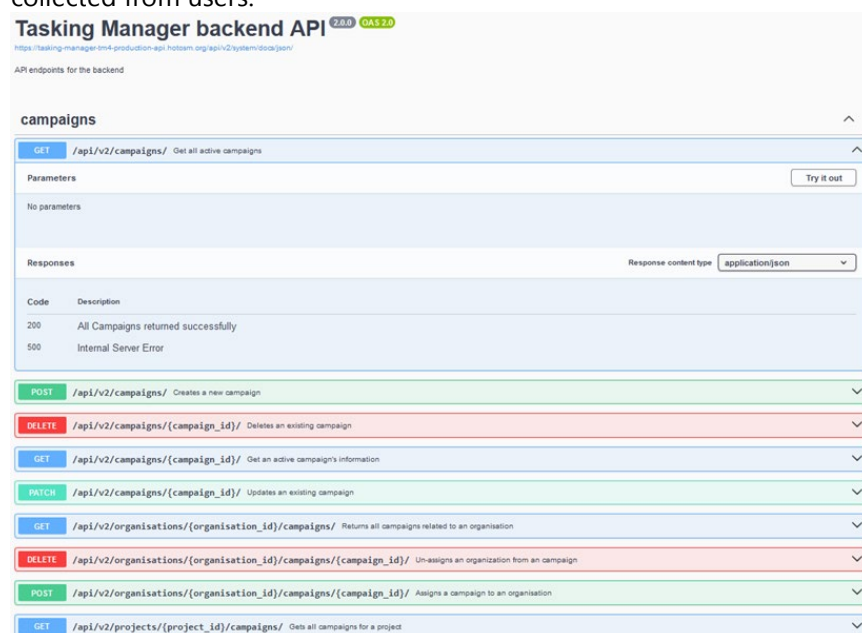 collected from users.
Tasking Manager backend API 2.0.0 OAS 2.0
https://tasking-manager-tm4-production-api.hotosm.org/api/v2/system/docs/json/
API endpoints for the backend
campaigns
GET /api/v2/campaigns/ Get all active campaigns
Parameters Try it out
No parameters
Responses Response content type application/json
Code Description
200 All Campaigns returned successfully
500 Internal Server Error
POST /api/v2/campaigns/ Creates a new campaign
DELETE /api/v2/campaigns/{campaign_id}/ Deletes an existing campaign
GET /api/v2/campaigns/{campaign_id}/ Get an active campaign's information
PATCH /api/v2/campaigns/{campaign_id}/ Updates an existing campaign
GET /api/v2/organisations/{organisation_id}/campaigns/ Returns all campaigns related to an organisation
DELETE /api/v2/organisations/{organisation_id}/campaigns/{campaign_id}/ Un-assigns an organization from an campaign
POST /api/v2/organisations/{organisation_id}/campaigns/{campaign_id}/ Assigns a campaign to an organisation
GET /api/v2/projects/{project_id}/campaigns/ Gets all campaigns for a project